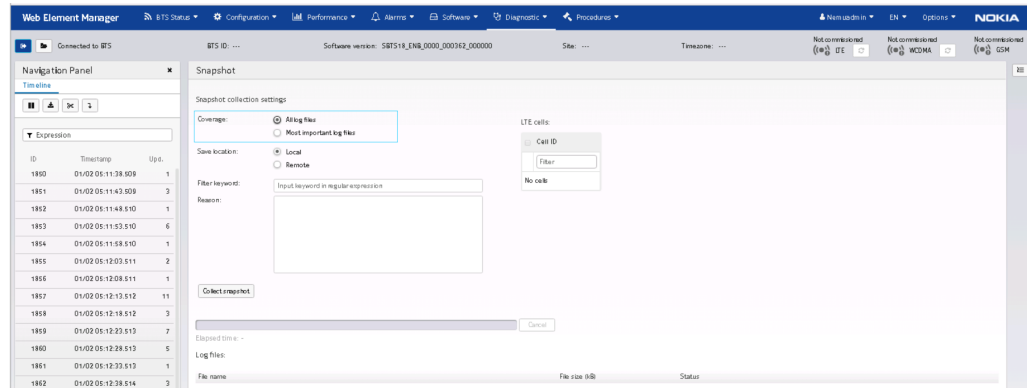 Web Element Manager BTS Status Configuration Performance Alarms Software Diagnostic Procedures Nemuadmin EN Options NOKIA
Connected to BTS BTS ID: --- Software version: SBTS18_ENB_0000_000362_000000 Site: --- Timezone: --- Not commissioned LTE Not commissioned WCDMA Not commissioned GSM
Navigation Panel
Timeline
Expression
ID Timestamp Upd.
1850 01/02 05:11:38.509 1
1851 01/02 05:11:43.509 3
1852 01/02 05:11:48.510 1
1853 01/02 05:11:53.510 6
1854 01/02 05:11:58.510 1
1855 01/02 05:12:03.511 2
1856 01/02 05:12:08.511 1
1857 01/02 05:12:13.512 11
1858 01/02 05:12:18.512 3
1859 01/02 05:12:23.513 7
1860 01/02 05:12:28.513 5
1861 01/02 05:12:33.513 1
1862 01/02 05:12:38.514 3
Snapshot
Snapshot collection settings
Coverage: All log files
Most important log files
Save location: Local
Remote
Filter keyword: Input keyword in regular expression
Reason:
LTE cells:
Cell ID
Filter
No cells
Collect snapshot
Cancel
Elapsed time: -
Log files:
File name File size (kB) Status